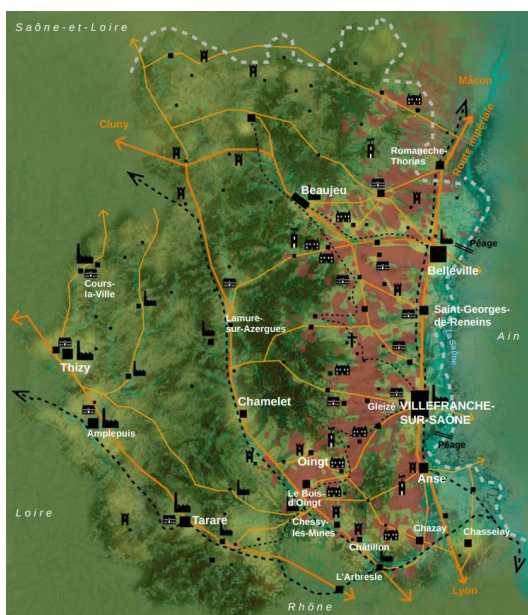 Saône-et-Loire
Mâcon
Cluny
Route impériale
Romaneche-
Thorins
Beaujeu
Péage
Belleville
Cours-
la-Ville
Saint-Georges-
de-Reneins
Lamure-
sur-Azergues
La Saône
Ain
Thizy
Chamelet
Gleizé
VILLEFRANCHE-
SUR-SAÔNE
Amplepuis
Péage
Oingt
Anse
Le Bois-
d'Oingt
Loire
Tarare
Chessy-
les-Mines
Chazay
Chasselay
Châtillon
L'Arbresle
Lyon
Rhône